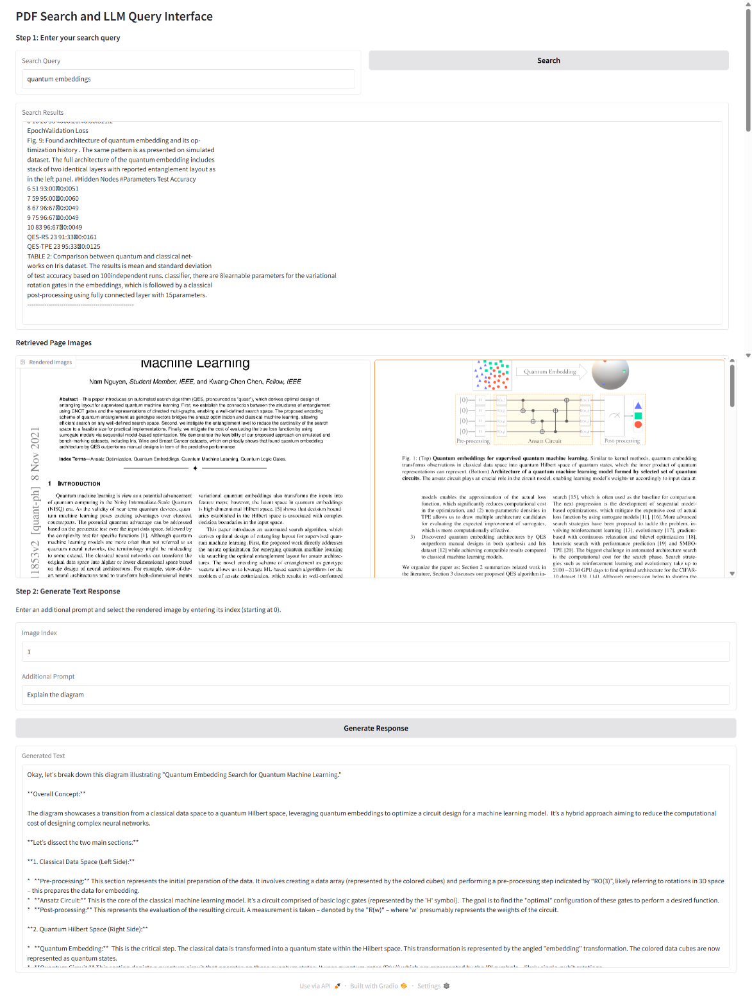 PDF Search and LLM Query Interface
Step 1: Enter your search query
Search Query
quantum embeddings
Search
Search Results
EpochValidation Loss
Fig. 9: Found architecture of quantum embedding and its op-
timization history . The same pattern is as presented on simulated
dataset. The full architecture of the quantum embedding includes
stack of two identical layers with reported entanglement layout as
in the left panel. #Hidden Nodes #Parameters Test Accuracy
6 51 93:00�0:0051
7 59 95:00�0:0060
8 67 96:67�0:0049
9 75 96:67�0:0049
10 83 96:67�0:0049
QES-RS 23 91:33�0:0161
QES-TPE 23 95:33�0:0125
TABLE 2: Comparison between quantum and classical net-
works on Iris dataset. The results is mean and standard deviation
of test accuracy based on 100independent runs. classifier, there are 8learnable parameters for the variational
rotation gates in the embeddings, which is followed by a classical
post-processing using fully connected layer with 15parameters.
--------------------------------------------------
Retrieved Page Images
Rendered Images
Machine Learning
Nam Nguyen, Student Member, IEEE, and Kwang-Chen Chen, Fellow, IEEE
Abstract—This paper introduces an automated search algorithm (QES, pronounced as "quest"), which derives optimal design of
entangling layout for supervised quantum machine learning. First, we establish the connection between the structures of entanglement
using CNOT gates and the representations of directed multi-graphs, enabling a well-defined search space. The proposed encoding
scheme of quantum entanglement as genotype vectors bridges the ansatz optimization and classical machine learning, allowing
efficient search on any well-defined search space. Second, we instigate the entanglement level to reduce the cardinality of the search
space to a feasible size for practical implementations. Finally, we mitigate the cost of evaluating the true loss function by using
surrogate models via sequential model-based optimization. We demonstrate the feasibility of our proposed approach on simulated and
bench-marking datasets, including Iris, Wine and Breast Cancer datasets, which empirically shows that found quantum embedding
architecture by QES outperforms manual designs in term of the predictive performance.
Index Terms—Ansatz Optimization, Quantum Embeddings, Quantum Machine Learning, Quantum Logic Gates.
11853v2 [quant-ph] 8 Nov 2021
1 INTRODUCTION
Quantum machine learning is view as a potential advancement
of quantum computing in the Noisy Intermediate-Scale Quantum
(NISQ) era. As the validity of near term quantum devices, quan-
tum machine learning poses exciting advantages over classical
counterparts. The potential quantum advantage can be addressed
based on the geometric test over the input data space, followed by
the complexity test for specific functions [1]. Although quantum
machine learning models are more often than not referred to as
quantum neural networks, the terminology might be misleading
to some extend. The classical neural networks can transform the
original data space into higher or lower dimensional space based
on the design of neural architectures. For example, state-of-the-
art neural architectures tend to transform high-dimensional inputs
variational quantum embeddings also transforms the inputs into
feature maps; however, the latent space in quantum embeddings
is high-dimensional Hilbert space. [5] shows that decision bound-
aries established in the Hilbert space is associated with complex
decision boundaries in the input space.
This paper introduces an automated search algorithm, which
derives optimal design of entangling layout for supervised quan-
tum machine learning. First, the proposed work directly addresses
the ansatz optimization for emerging quantum machine learning
via searching the optimal entanglement layout for ansatz architec-
tures. The novel encoding scheme of entanglement as genotype
vectors allows us to leverage ML-based search algorithms for the
problem of ansatz optimization, which results in well-performed
Quantum Embedding
|0⟩
|0⟩
|0⟩
|0⟩
Pre-processing
Ansatz Circuit
Post-processing
Fig. 1: (Top) Quantum embeddings for supervised quantum machine learning. Similar to kernel methods, quantum embedding
transforms observations in classical data space into quantum Hilbert space of quantum states, which the inner product of quantum
representations can represent. (Bottom) Architecture of a quantum machine learning model formed by selected set of quantum
circuits. The ansatz circuit plays an crucial role in the circuit model, enabling learning model's weights w accordingly to input data x.
models enables the approximation of the actual loss
function, which significantly reduces computational cost
in the optimization, and (2) non-parametric densities in
TPE allows us to draw multiple architecture candidates
for evaluating the expected improvement of surrogates,
which is more computationally effective.
3) Discovered quantum embedding architectures by QES
outperform manual designs in both synthesis and Iris
dataset [12] while achieving compatible results compared
to classical machine learning models.
We organize the paper as: Section 2 summarizes related work in
the literature, Section 3 discusses our proposed QES algorithm in-
search [15], which is often used as the baseline for comparison.
The next progression is the development of sequential model-
based optimizations, which mitigate the expensive cost of actual
loss function by using surrogate models [11], [16]. More advanced
search strategies have been proposed to tackle the problem, in-
volving reinforcement learning [13], evolutionary [17], gradient-
based with continuous relaxation and bilevel optimization [18],
heuristic search with performance prediction [19] and SMBO-
TPE [20]. The biggest challenge in automated architecture search
is the computational cost for the search phase. Search strate-
gies such as reinforcement learning and evolutionary take up to
2000−3150 GPU days to find optimal architecture for the CIFAR-
10 dataset [13], [14]. Although progression helps to shorten the
Step 2: Generate Text Response
Enter an additional prompt and select the rendered image by entering its index (starting at 0).
Image Index
1
Additional Prompt
Explain the diagram
Generate Response
Generated Text
Okay, let's break down this diagram illustrating "Quantum Embedding Search for Quantum Machine Learning."
**Overall Concept:**
The diagram showcases a transition from a classical data space to a quantum Hilbert space, leveraging quantum embeddings to optimize a circuit design for a machine learning model. It's a hybrid approach aiming to reduce the computational
cost of designing complex neural networks.
**Let's dissect the two main sections:**
**1. Classical Data Space (Left Side):**
* **Pre-processing:** This section represents the initial preparation of the data. It involves creating a data array (represented by the colored cubes) and performing a pre-processing step indicated by "RO(3)", likely referring to rotations in 3D space
– this prepares the data for embedding.
* **Ansatz Circuit:** This is the core of the classical machine learning model. It's a circuit comprised of basic logic gates (represented by the 'H' symbol). The goal is to find the *optimal* configuration of these gates to perform a desired function.
* **Post-processing:** This represents the evaluation of the resulting circuit. A measurement is taken – denoted by the "R(w)" – where 'w' presumably represents the weights of the circuit.
**2. Quantum Hilbert Space (Right Side):**
* **Quantum Embedding:** This is the critical step. The classical data is transformed into a quantum state within the Hilbert space. This transformation is represented by the angled "embedding" transformation. The colored data cubes are now
represented as quantum states.
Use via API · Built with Gradio · Settings